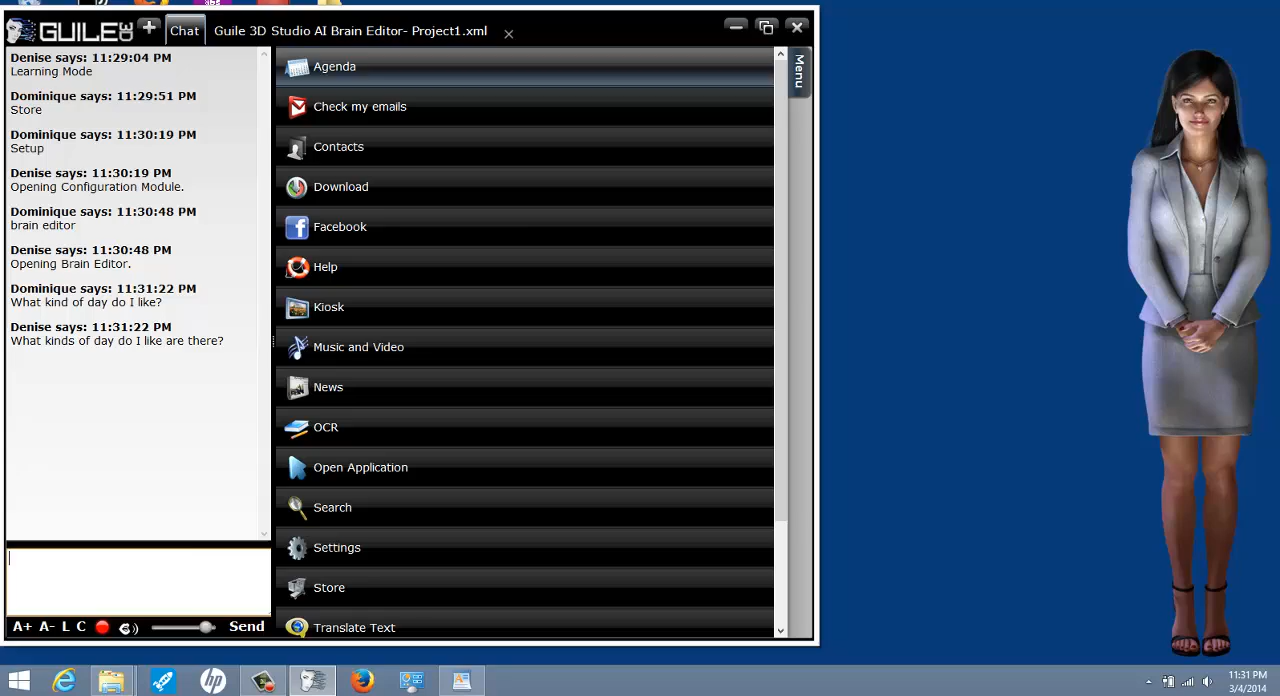 GUILE 3D
+
Chat
Guile 3D Studio AI Brain Editor- Project1.xml
Denise says: 11:29:04 PM
Learning Mode
Dominique says: 11:29:51 PM
Store
Dominique says: 11:30:19 PM
Setup
Denise says: 11:30:19 PM
Opening Configuration Module.
Dominique says: 11:30:48 PM
brain editor
Denise says: 11:30:48 PM
Opening Brain Editor.
Dominique says: 11:31:22 PM
What kind of day do I like?
Denise says: 11:31:22 PM
What kinds of day do I like are there?
A+ A- L C
Send
Agenda
Check my emails
Contacts
Download
Facebook
Help
Kiosk
Music and Video
News
OCR
Open Application
Search
Settings
Store
Translate Text
Menu
hp
11:31 PM
3/4/2014